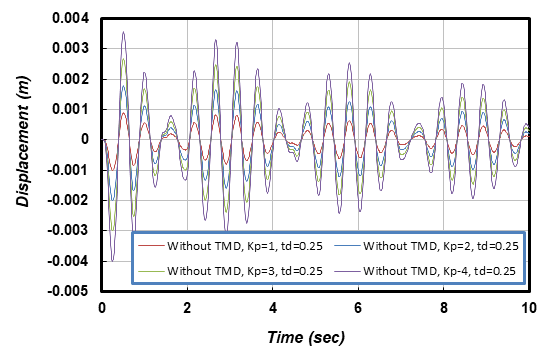 0.004
0.003
0.002
0.001
0
-0.001
-0.002
-0.003
-0.004
-0.005
Displacement (m)
Without TMD, Kp=1, td=0.25 Without TMD, Kp=2, td=0.25
Without TMD, Kp=3, td=0.25 Without TMD, Kp-4, td=0.25
0 2 4 6 8 10
Time (sec)